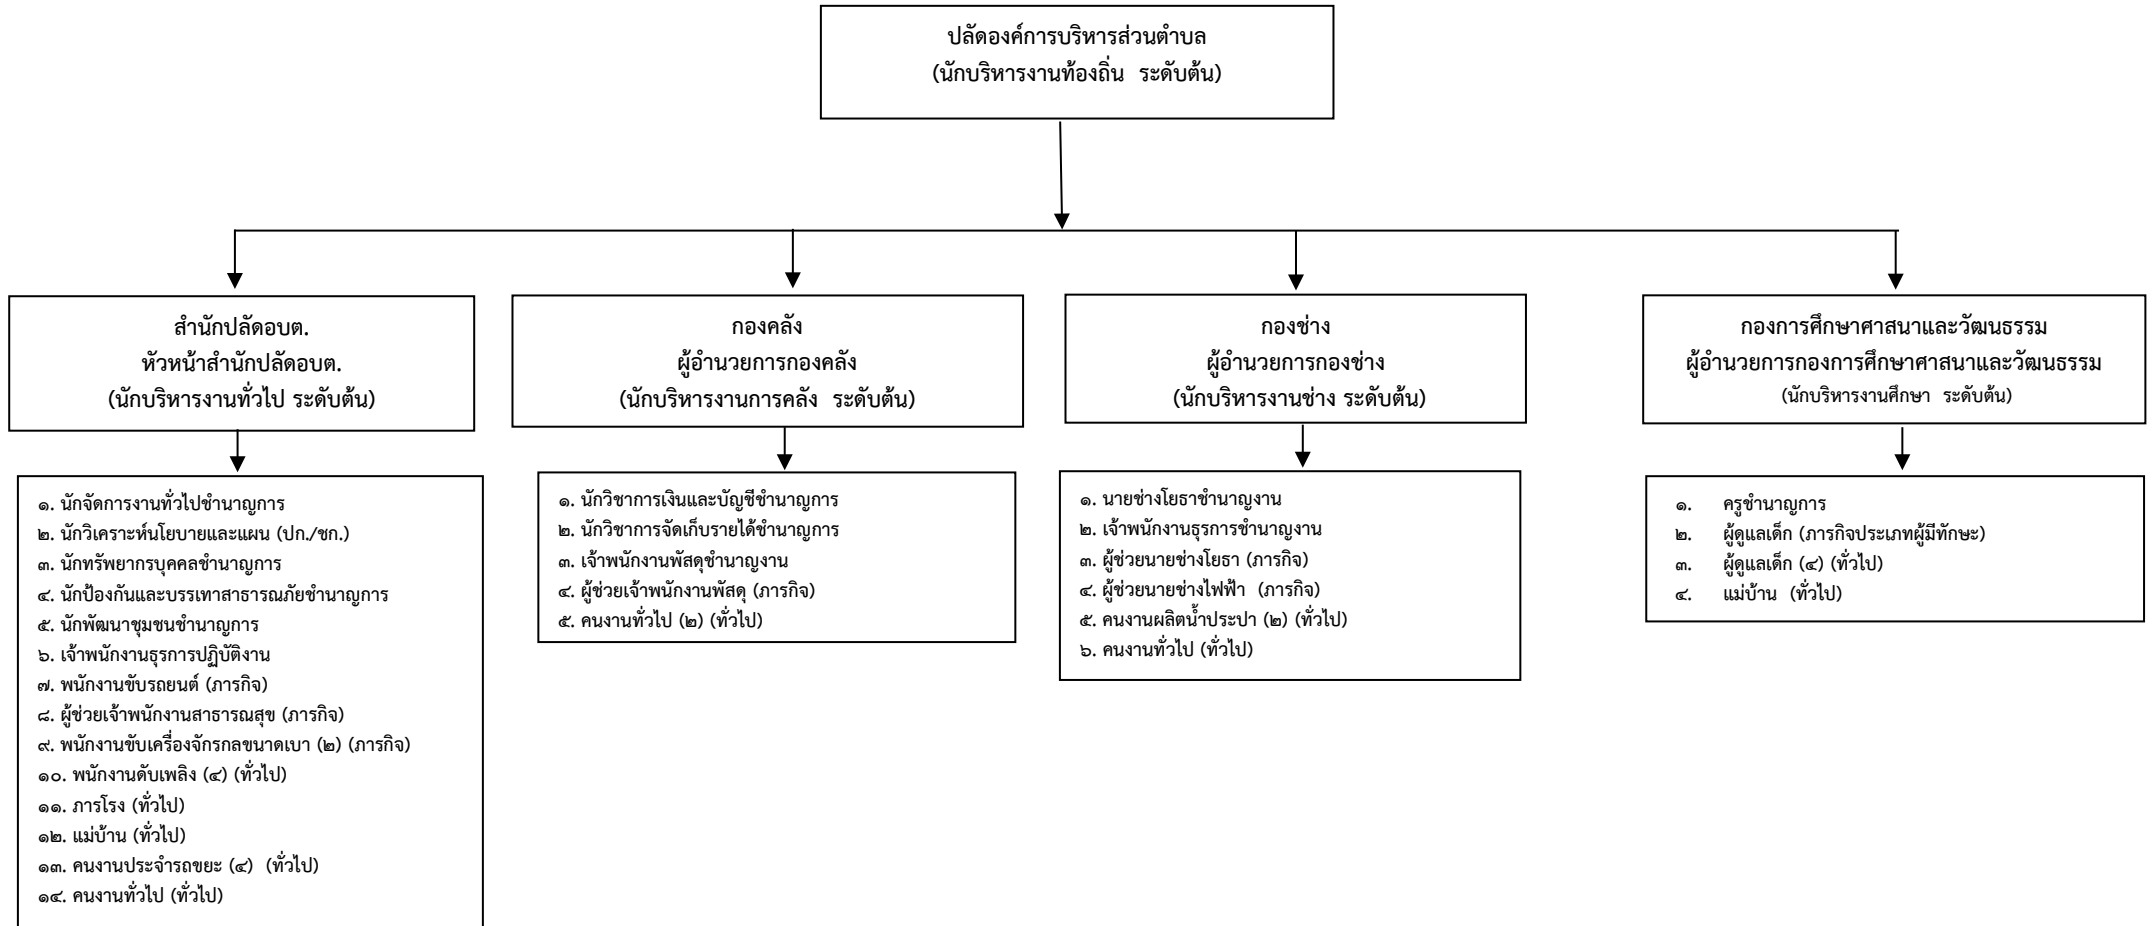 ปลัดองค์การบริหารส่วนตำบล
(นักบริหารงานท้องถิ่น ระดับต้น)
สำนักปลัดอบต.
หัวหน้าสำนักปลัดอบต.
(นักบริหารงานทั่วไป ระดับต้น)
๑. นักจัดการงานทั่วไปชำนาญการ
๒. นักวิเคราะห์นโยบายและแผน (ปก./ชก.)
๓. นักทรัพยากรบุคคลชำนาญการ
๔. นักป้องกันและบรรเทาสาธารณภัยชำนาญการ
๕. นักพัฒนาชุมชนชำนาญการ
๖. เจ้าพนักงานธุรการปฏิบัติงาน
๗. พนักงานขับรถยนต์ (ภารกิจ)
๘. ผู้ช่วยเจ้าพนักงานสาธารณสุข (ภารกิจ)
๙. พนักงานขับเครื่องจักรกลขนาดเบา (๒) (ภารกิจ)
๑๐. พนักงานดับเพลิง (๔) (ทั่วไป)
๑๑. ภารโรง (ทั่วไป)
๑๒. แม่บ้าน (ทั่วไป)
๑๓. คนงานประจำรถขยะ (๔) (ทั่วไป)
๑๔. คนงานทั่วไป (ทั่วไป)
กองคลัง
ผู้อำนวยการกองคลัง
(นักบริหารงานการคลัง ระดับต้น)
๑. นักวิชาการเงินและบัญชีชำนาญการ
๒. นักวิชาการจัดเก็บรายได้ชำนาญการ
๓. เจ้าพนักงานพัสดุชำนาญงาน
๔. ผู้ช่วยเจ้าพนักงานพัสดุ (ภารกิจ)
๕. คนงานทั่วไป (๒) (ทั่วไป)
กองช่าง
ผู้อำนวยการกองช่าง
(นักบริหารงานช่าง ระดับต้น)
๑. นายช่างโยธาชำนาญงาน
๒. เจ้าพนักงานธุรการชำนาญงาน
๓. ผู้ช่วยนายช่างโยธา (ภารกิจ)
๔. ผู้ช่วยนายช่างไฟฟ้า (ภารกิจ)
๕. คนงานผลิตน้ำประปา (๒) (ทั่วไป)
๖. คนงานทั่วไป (ทั่วไป)
กองการศึกษาศาสนาและวัฒนธรรม
ผู้อำนวยการกองการศึกษาศาสนาและวัฒนธรรม
(นักบริหารงานศึกษา ระดับต้น)
๑. ครูชำนาญการ
๒. ผู้ดูแลเด็ก (ภารกิจประเภทผู้มีทักษะ)
๓. ผู้ดูแลเด็ก (๔) (ทั่วไป)
๔. แม่บ้าน (ทั่วไป)